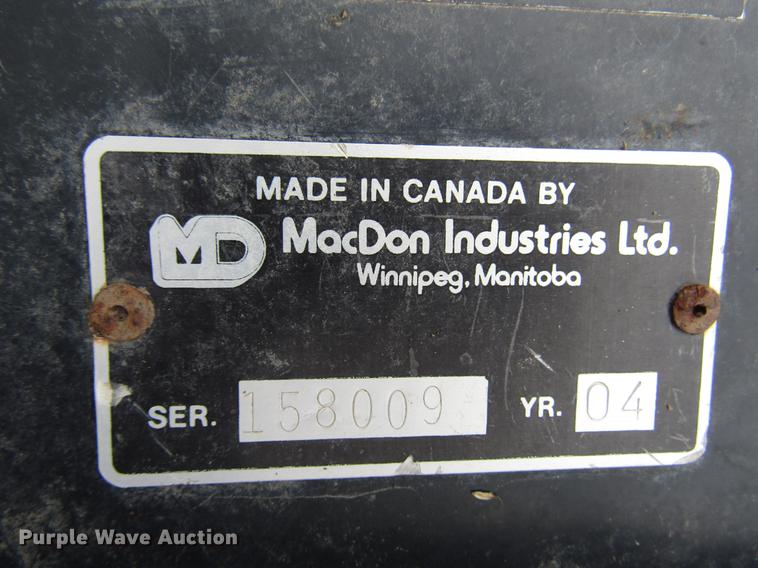 MADE IN CANADA BY
MD MacDon Industries Ltd.
Winnipeg, Manitoba
SER. 158009 YR. 04
Purple Wave Auction